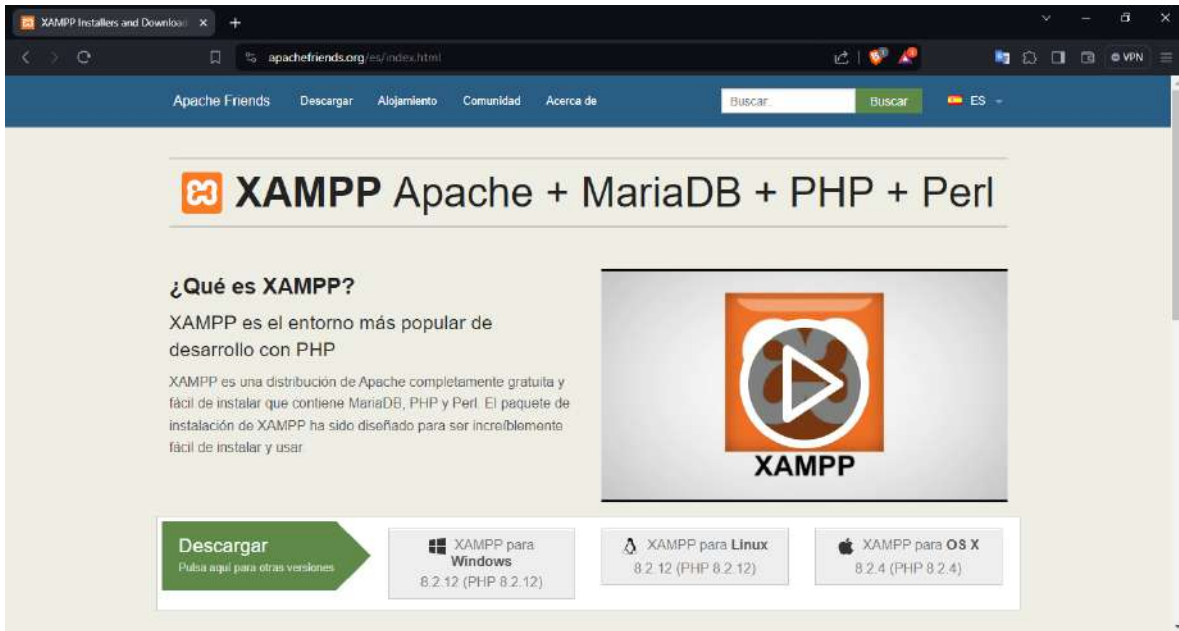 XAMPP Installers and Downloa
apachefriends.org/es/index.html
VPN
Apache Friends Descargar Alojamiento Comunidad Acerca de Buscar. Buscar ES
XAMPP Apache + MariaDB + PHP + Perl
¿Qué es XAMPP?
XAMPP es el entorno más popular de
desarrollo con PHP
XAMPP es una distribución de Apache completamente gratuita y
fácil de instalar que contiene MariaDB, PHP y Perl. El paquete de
instalación de XAMPP ha sido diseñado para ser increíblemente
fácil de instalar y usar.
XAMPP
Descargar
Pulsa aquí para otras versiones
XAMPP para
Windows
8.2.12 (PHP 8.2.12)
XAMPP para Linux
8.2.12 (PHP 8.2.12)
XAMPP para OS X
8.2.4 (PHP 8.2.4)